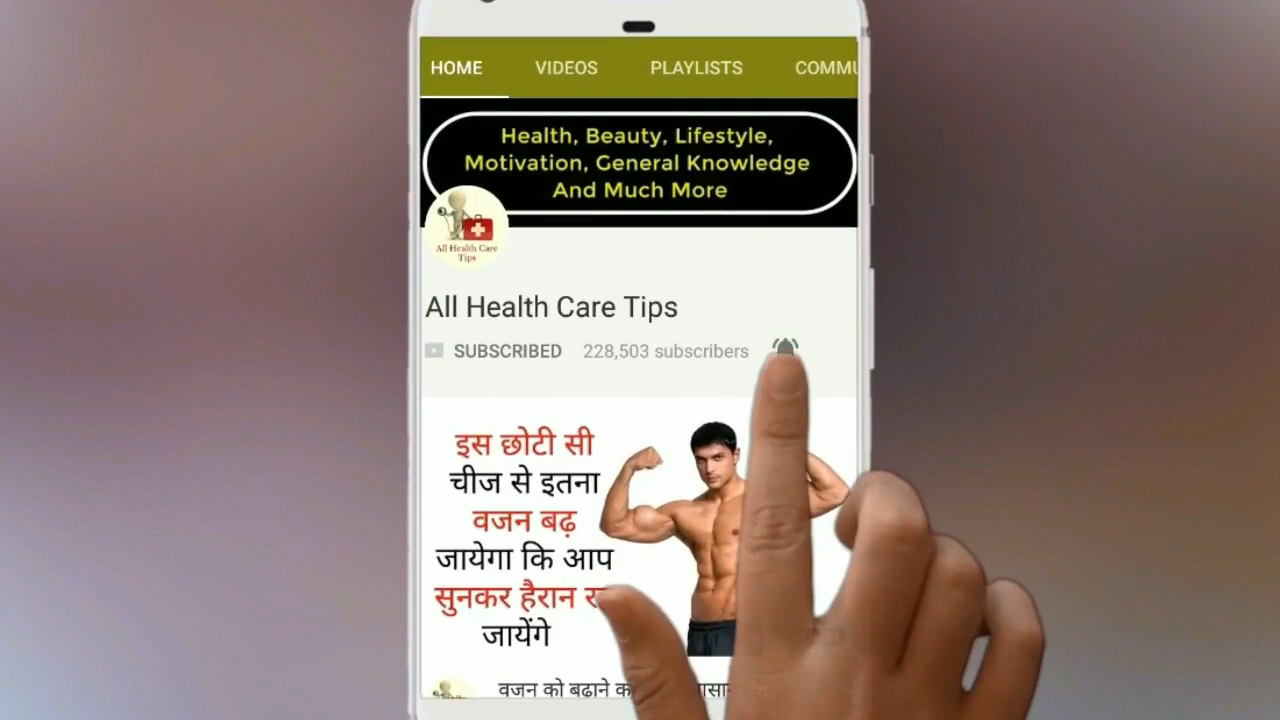 HOME VIDEOS PLAYLISTS
Health, Beauty, Lifestyle,
Motivation, General Knowledge
And Much More
All Health Care
Tips
All Health Care Tips
SUBSCRIBED 228,503 subscribers
इस छोटी सी
चीज से इतना
वजन बढ़
जायेगा कि आप
सुनकर हैरान
जायेंगे
वजन को बढाने